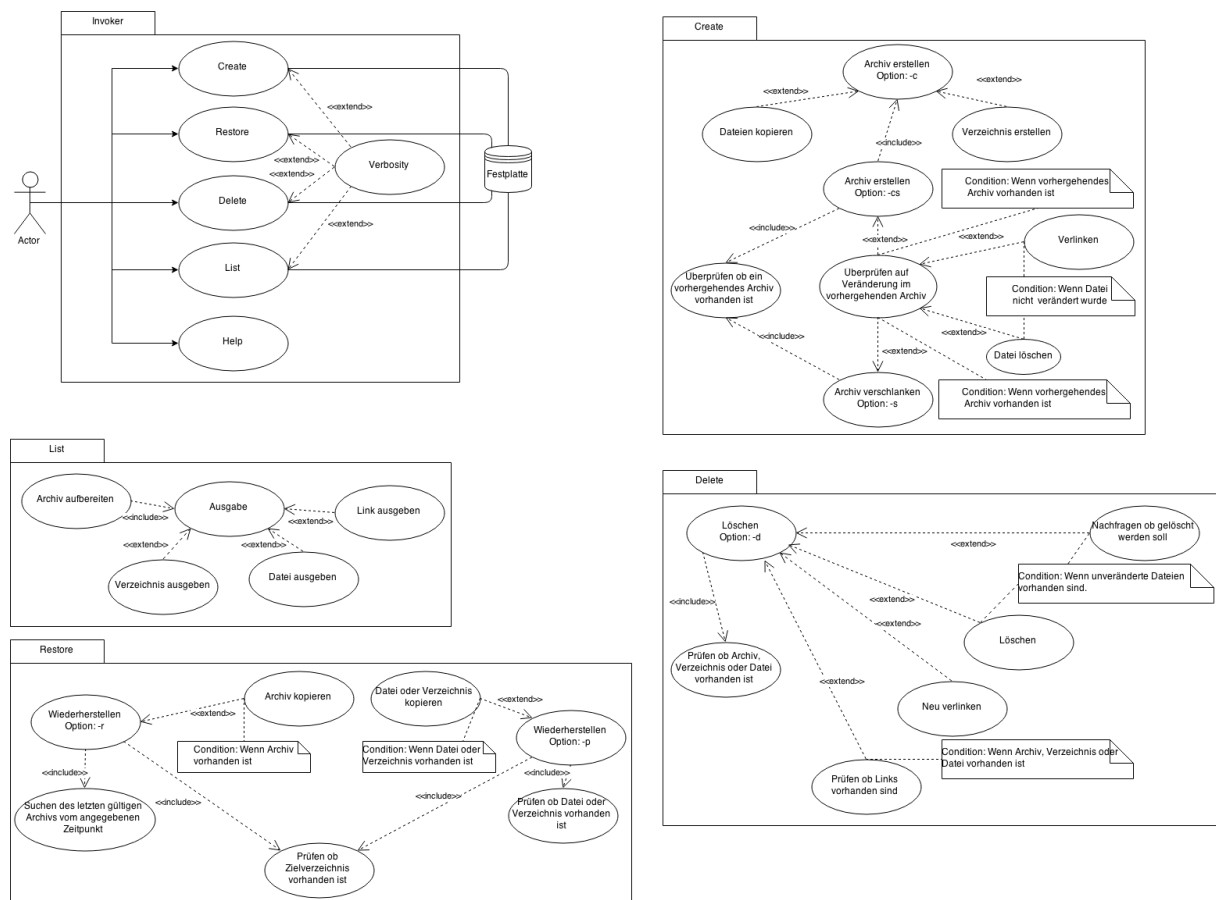 Invoker
Create
<<extend>>
Restore
<<extend>>
<<extend>>
Verbosity
Festplatte
Delete
<<extend>>
Actor
List
Help
Create
Archiv erstellen
Option: -c
<<extend>>
<<extend>>
Dateien kopieren
Verzeichnis erstellen
<<include>>
Archiv erstellen
Option: -cs
Condition: Wenn vorhergehendes
Archiv vorhanden ist
<<include>>
<<extend>>
<<extend>>
Verlinken
Überprüfen ob ein
vorhergehendes Archiv
vorhanden ist
Überprüfen auf
Veränderung im
vorhergehenden Archiv
Condition: Wenn Datei
nicht verändert wurde
<<include>>
<<extend>>
<<extend>>
Datei löschen
Archiv verschlanken
Option: -s
Condition: Wenn vorhergehendes
Archiv vorhanden ist
List
Archiv aufbereiten
<<include>>
Ausgabe
<<extend>>
Link ausgeben
<<extend>>
<<extend>>
Verzeichnis ausgeben
Datei ausgeben
Delete
Löschen
Option: -d
<<extend>>
Nachfragen ob gelöscht
werden soll
Condition: Wenn unveränderte Dateien
vorhanden sind.
<<include>>
<<extend>>
<<extend>>
Löschen
Prüfen ob Archiv,
Verzeichnis oder Datei
vorhanden ist
<<extend>>
Neu verlinken
Condition: Wenn Archiv, Verzeichnis oder
Datei vorhanden ist
Prüfen ob Links
vorhanden sind
Restore
Wiederherstellen
Option: -r
<<extend>>
Archiv kopieren
Condition: Wenn Archiv
vorhanden ist
Datei oder Verzeichnis
kopieren
<<extend>>
Condition: Wenn Datei oder
Verzeichnis vorhanden ist
Wiederherstellen
Option: -p
<<include>>
<<include>>
<<include>>
<<include>>
Suchen des letzten gültigen
Archivs vom angegebenen
Zeitpunkt
Prüfen ob Datei oder
Verzeichnis vorhanden
ist
Prüfen ob
Zielverzeichnis
vorhanden ist